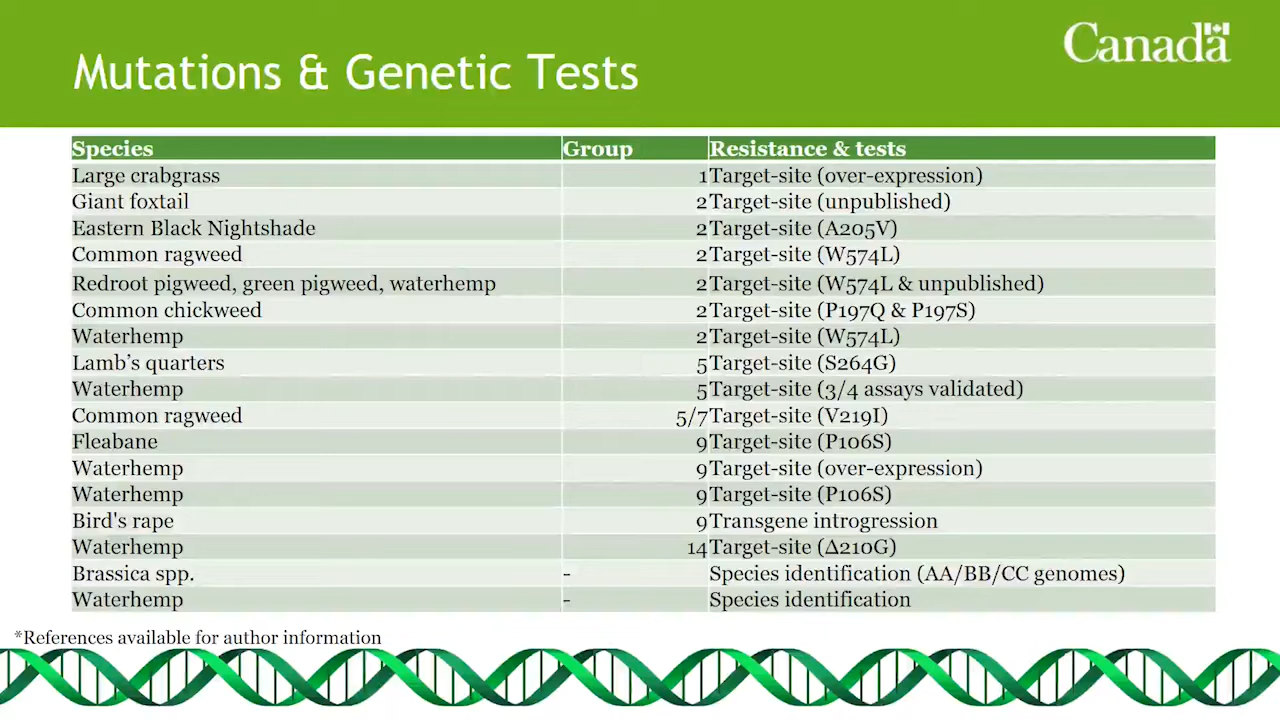 Canada
Mutations & Genetic Tests
Species Group Resistance & tests
Large crabgrass 1 Target-site (over-expression)
Giant foxtail 2 Target-site (unpublished)
Eastern Black Nightshade 2 Target-site (A205V)
Common ragweed 2 Target-site (W574L)
Redroot pigweed, green pigweed, waterhemp 2 Target-site (W574L & unpublished)
Common chickweed 2 Target-site (P197Q & P197S)
Waterhemp 2 Target-site (W574L)
Lamb’s quarters 5 Target-site (S264G)
Waterhemp 5 Target-site (3/4 assays validated)
Common ragweed 5/7 Target-site (V219I)
Fleabane 9 Target-site (P106S)
Waterhemp 9 Target-site (over-expression)
Waterhemp 9 Target-site (P106S)
Bird's rape 9 Transgene introgression
Waterhemp 14 Target-site (Δ210G)
Brassica spp. - Species identification (AA/BB/CC genomes)
Waterhemp - Species identification
*References available for author information